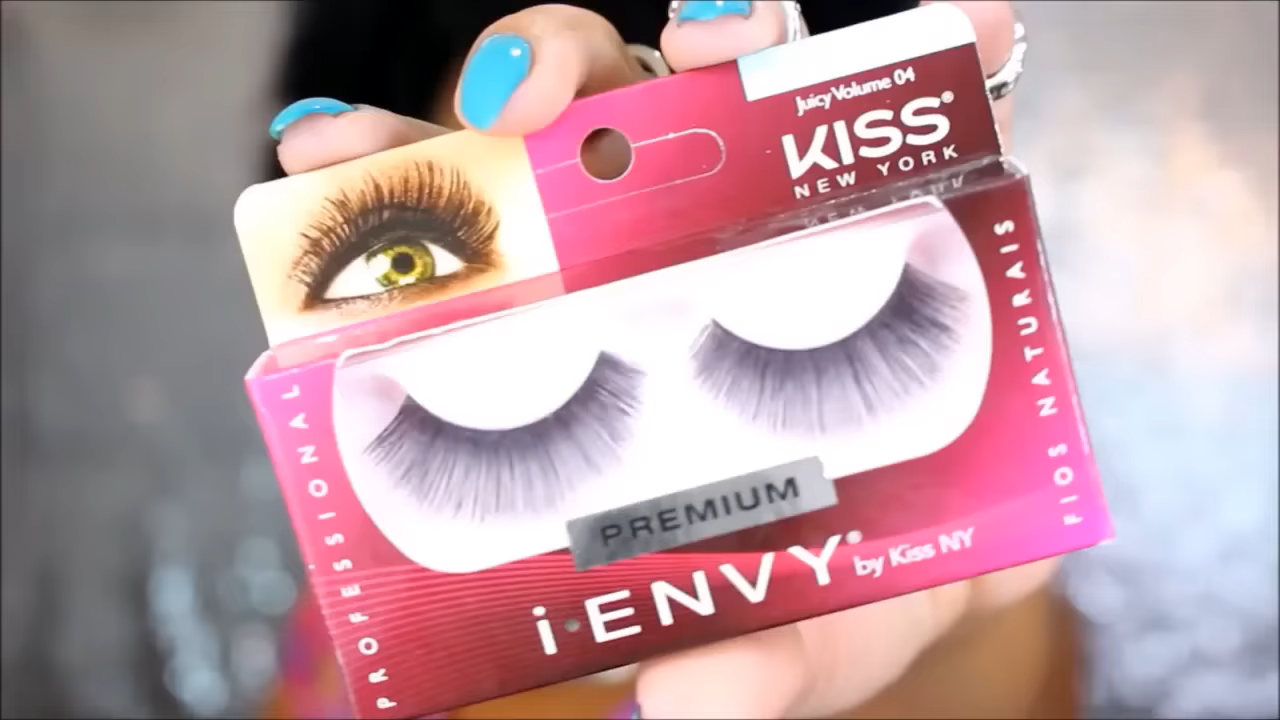 Juicy Volume 04
KISS®
NEW YORK
PROFESSIONAL
FIOS NATURAIS
PREMIUM
i·ENVY® by Kiss NY